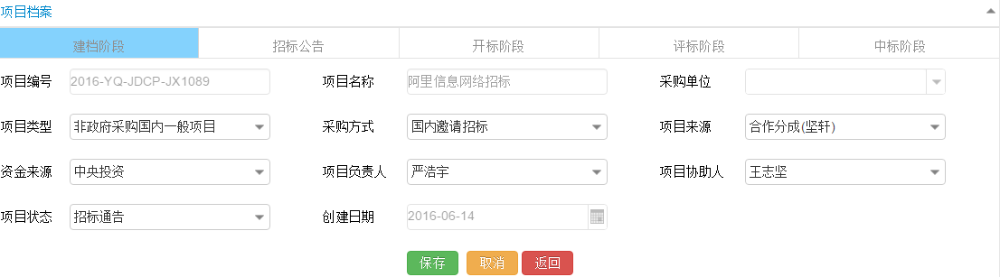 项目档案
建档阶段 招标公告 开标阶段 评标阶段 中标阶段
项目编号 2016-YQ-JDCP-JX1089 项目名称 阿里信息网络招标 采购单位
项目类型 非政府采购国内一般项目 采购方式 国内邀请招标 项目来源 合作分成(坚轩)
资金来源 中央投资 项目负责人 严浩宇 项目协助人 王志坚
项目状态 招标通告 创建日期 2016-06-14
保存 取消 返回